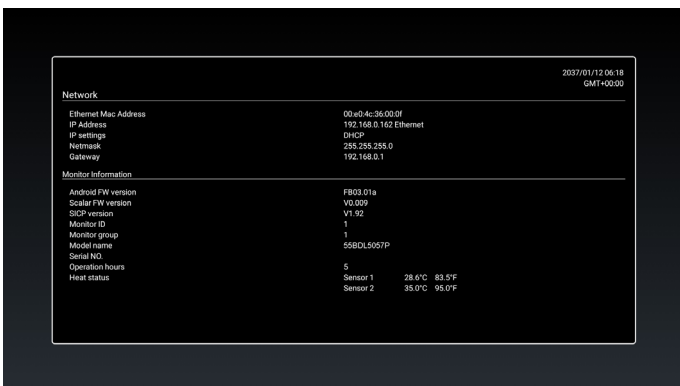 2037/01/12 06:18
GMT+00:00
Network
Ethernet Mac Address 00:e0:4c:36:00:0f
IP Address 192.168.0.162 Ethernet
IP settings DHCP
Netmask 255.255.255.0
Gateway 192.168.0.1
Monitor Information
Android FW version FB03.01a
Scalar FW version V0.009
SICP version V1.92
Monitor ID 1
Monitor group 1
Model name 55BDL5057P
Serial NO.
Operation hours 5
Heat status Sensor 1 28.6°C 83.5°F
Sensor 2 35.0°C 95.0°F